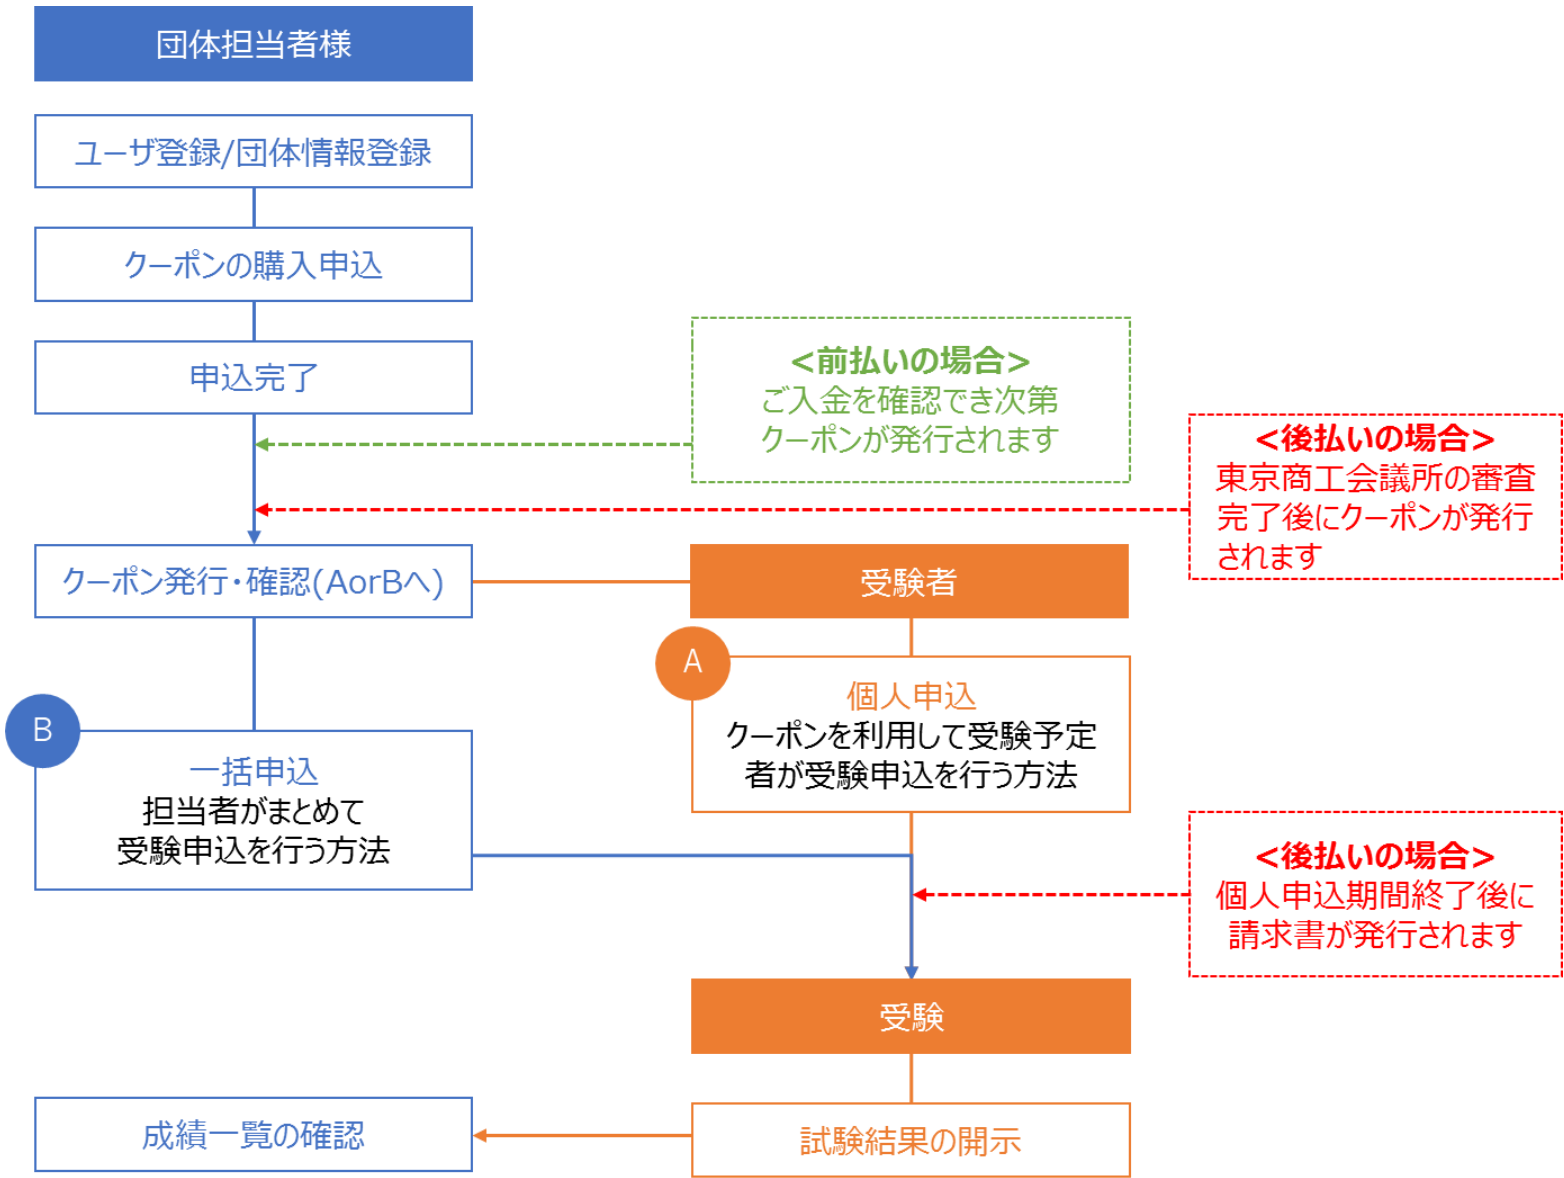 団体担当者様
ユーザ登録/団体情報登録
クーポンの購入申込
申込完了
<前払いの場合>
ご入金を確認でき次第
クーポンが発行されます
<後払いの場合>
東京商工会議所の審査
完了後にクーポンが発行
されます
クーポン発行・確認(AorBへ)
受験者
A
個人申込
クーポンを利用して受験予定
者が受験申込を行う方法
B
一括申込
担当者がまとめて
受験申込を行う方法
<後払いの場合>
個人申込期間終了後に
請求書が発行されます
受験
成績一覧の確認
試験結果の開示